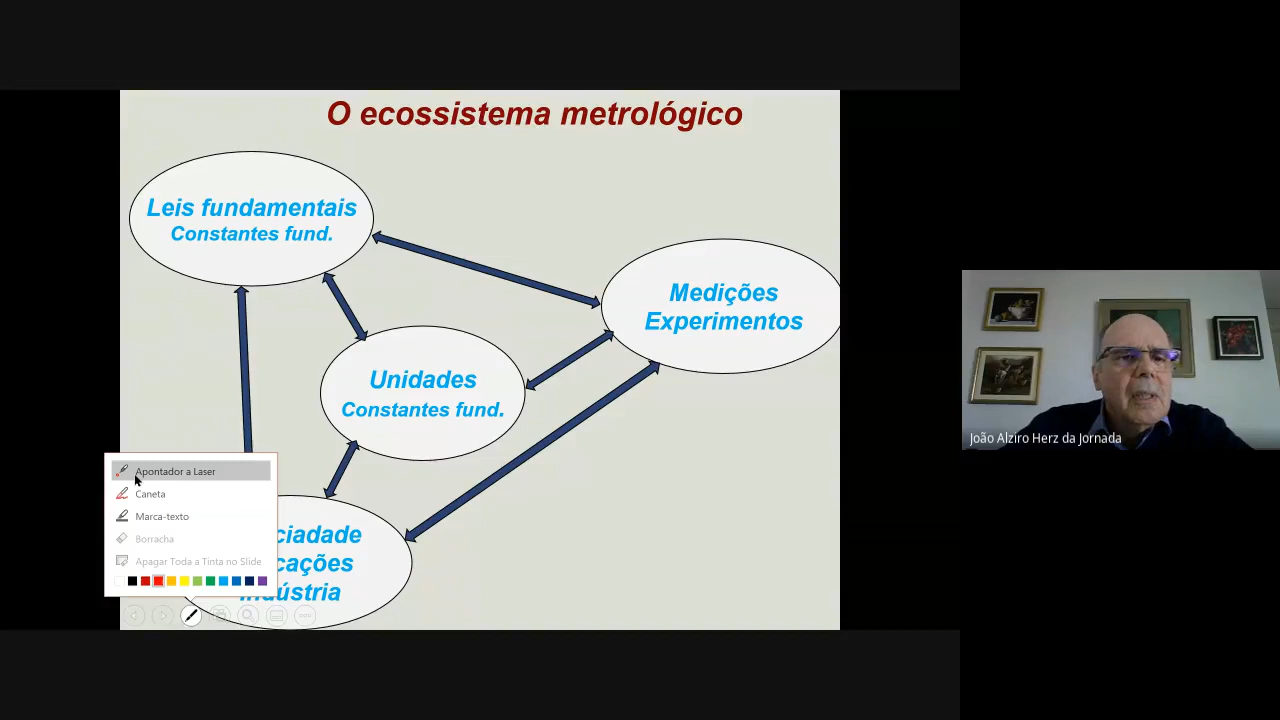 O ecossistema metrológico
Leis fundamentais
Constantes fund.
Medições
Experimentos
Unidades
Constantes fund.
Apontador a Laser
Caneta
Marca-texto
Borracha
Apagar Toda a Tinta no Slide
ciadade
cações
indústria
João Alziro Herz da Jornada